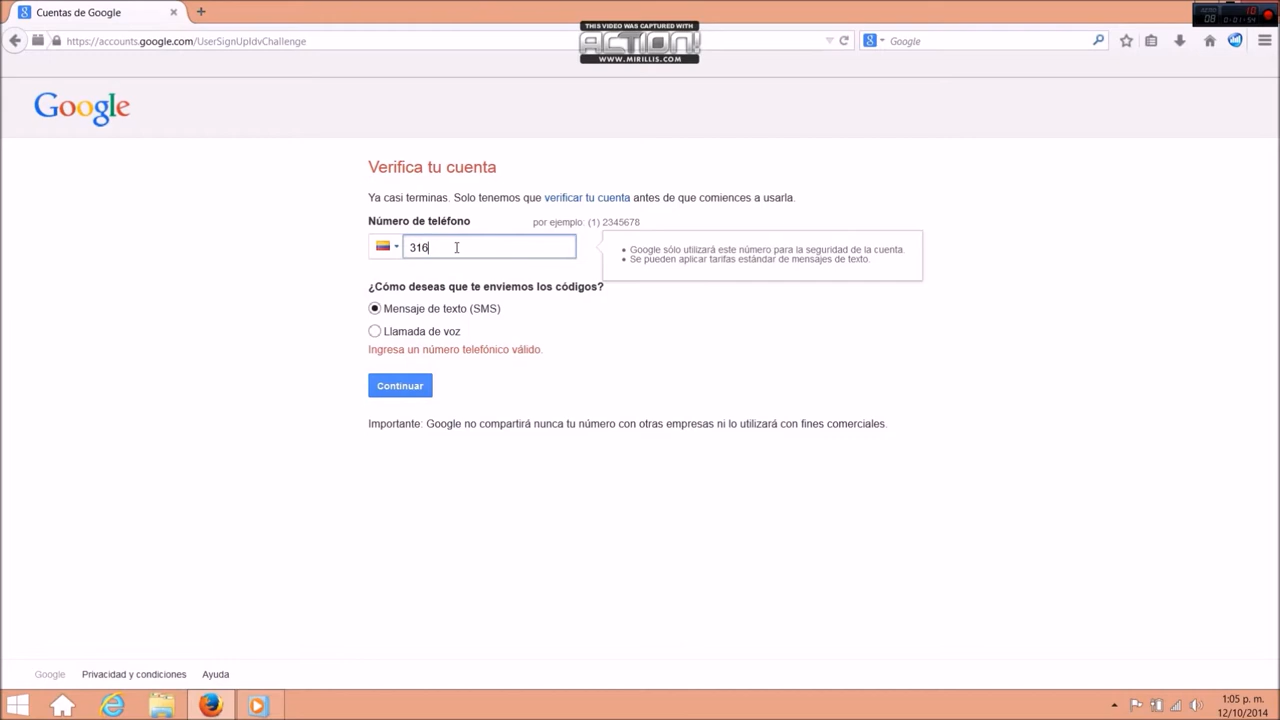 Cuentas de Google
https://accounts.google.com/UserSignUpIdvChallenge
THIS VIDEO WAS CAPTURED WITH
ACTION!
WWW.MIRILLIS.COM
Google
10
08
0:01:54
Google
Verifica tu cuenta
Ya casi terminas. Solo tenemos que verificar tu cuenta antes de que comiences a usarla.
Número de teléfono por ejemplo: (1) 2345678
316
Google sólo utilizará este número para la seguridad de la cuenta.
Se pueden aplicar tarifas estándar de mensajes de texto.
¿Cómo deseas que te enviemos los códigos?
Mensaje de texto (SMS)
Llamada de voz
Ingresa un número telefónico válido.
Continuar
Importante: Google no compartirá nunca tu número con otras empresas ni lo utilizará con fines comerciales.
Google Privacidad y condiciones Ayuda
1:05 p. m.
12/10/2014